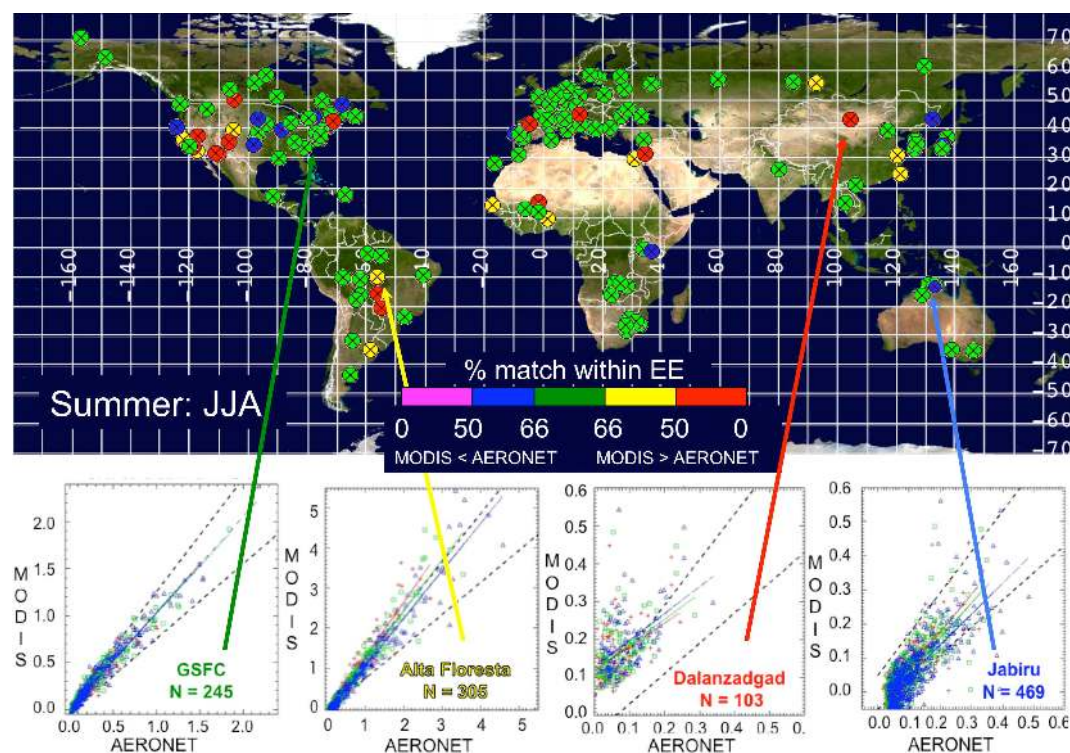 70
60
50
40
30
20
10
0
-160 -120 -80 -20 0 20 60 100 140 160
-10
-20
-30
-40
-50
-60
-70
Summer: JJA
% match within EE
0 50 66 66 50 0
MODIS < AERONET MODIS > AERONET
2.0
1.5
1.0
0.5
0.0
MODIS
GSFC
N = 245
0.0 0.5 1.0 1.5 2.0
AERONET
5
4
3
2
1
0
MODIS
Alta Floresta
N = 305
0 1 2 3 4 5
AERONET
0.6
0.5
0.4
0.3
0.2
0.1
0.0
MODIS
Dalanzadgad
N = 103
0.0 0.1 0.2 0.3 0.4 0.5 0.
AERONET
0.6
0.5
0.4
0.3
0.2
0.1
0.0
MODIS
Jabiru
N = 469
0.0 0.1 0.2 0.3 0.4 0.5 0.6
AERONET